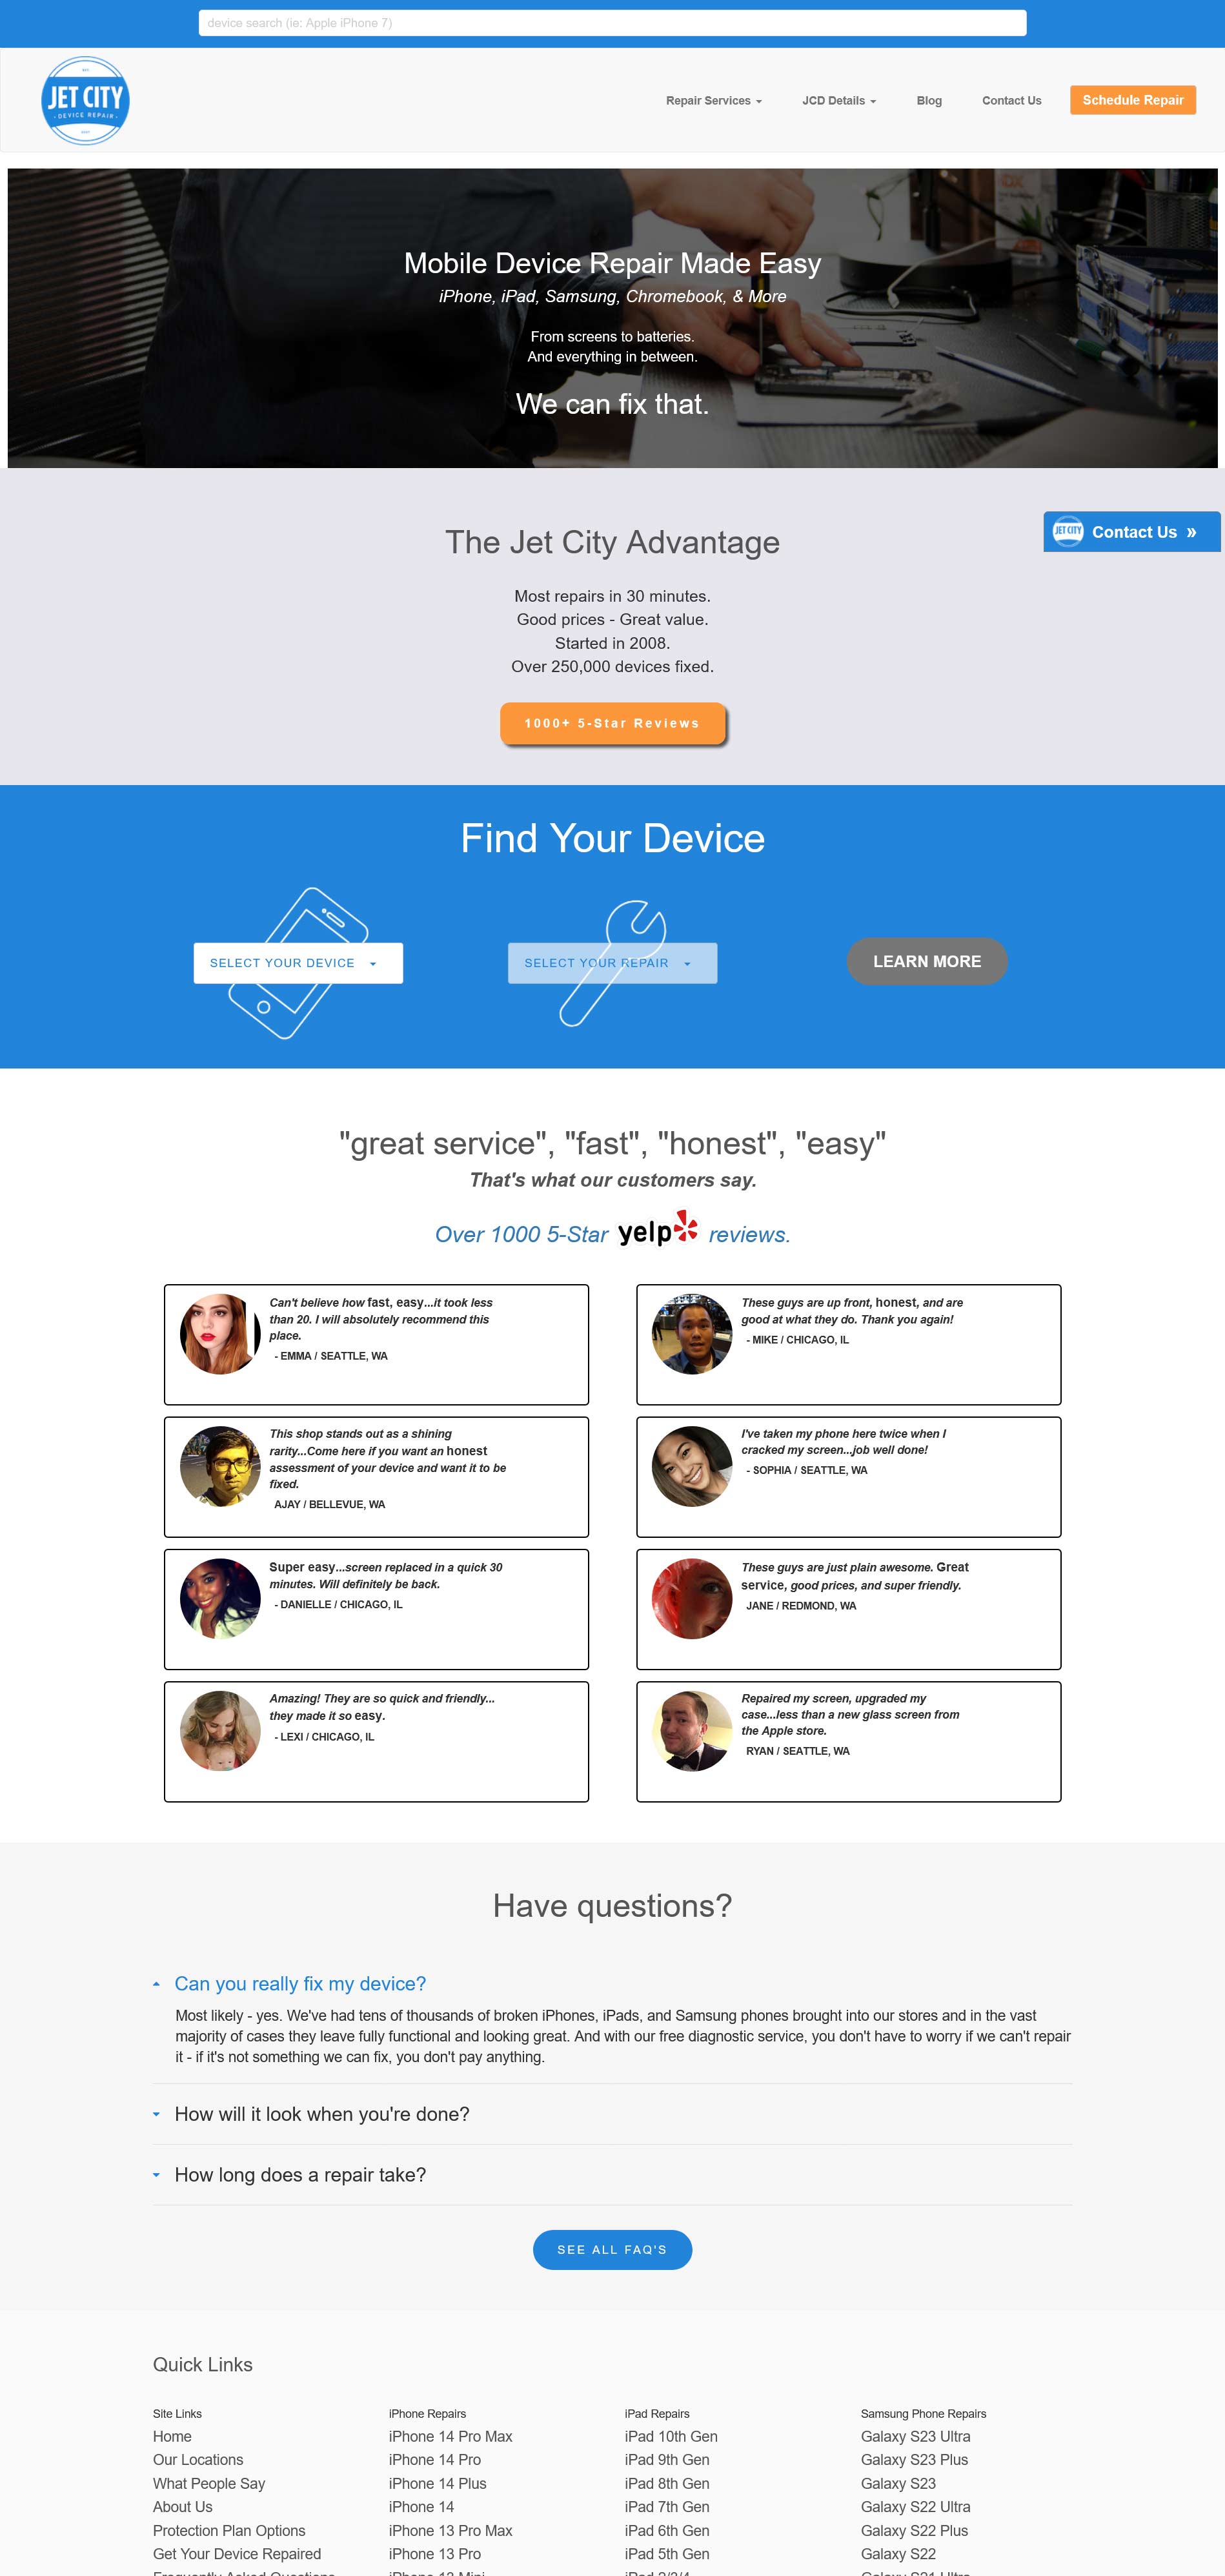 device search (ie: Apple iPhone 7)
JET CITY
- DEVICE REPAIR -
Repair Services
JCD Details
Blog
Contact Us
Schedule Repair
Mobile Device Repair Made Easy
iPhone, iPad, Samsung, Chromebook, & More
From screens to batteries.
And everything in between.
We can fix that.
The Jet City Advantage
JET CITY
Contact Us »
Most repairs in 30 minutes.
Good prices - Great value.
Started in 2008.
Over 250,000 devices fixed.
1000+ 5-Star Reviews
Find Your Device
SELECT YOUR DEVICE
SELECT YOUR REPAIR
LEARN MORE
"great service", "fast", "honest", "easy"
That's what our customers say.
Over 1000 5-Star yelp reviews.
Can't believe how fast, easy...it took less
than 20. I will absolutely recommend this
place.
- EMMA / SEATTLE, WA
These guys are up front, honest, and are
good at what they do. Thank you again!
- MIKE / CHICAGO, IL
This shop stands out as a shining
rarity...Come here if you want an honest
assessment of your device and want it to be
fixed.
AJAY / BELLEVUE, WA
I've taken my phone here twice when I
cracked my screen...job well done!
- SOPHIA / SEATTLE, WA
Super easy...screen replaced in a quick 30
minutes. Will definitely be back.
- DANIELLE / CHICAGO, IL
These guys are just plain awesome. Great
service, good prices, and super friendly.
JANE / REDMOND, WA
Amazing! They are so quick and friendly...
they made it so easy.
- LEXI / CHICAGO, IL
Repaired my screen, upgraded my
case...less than a new glass screen from
the Apple store.
RYAN / SEATTLE, WA
Have questions?
Can you really fix my device?
Most likely - yes. We've had tens of thousands of broken iPhones, iPads, and Samsung phones brought into our stores and in the vast
majority of cases they leave fully functional and looking great. And with our free diagnostic service, you don't have to worry if we can't repair
it - if it's not something we can fix, you don't pay anything.
How will it look when you're done?
How long does a repair take?
SEE ALL FAQ'S
Quick Links
Site Links
Home
Our Locations
What People Say
About Us
Protection Plan Options
Get Your Device Repaired
Frequently Asked Questions
iPhone Repairs
iPhone 14 Pro Max
iPhone 14 Pro
iPhone 14 Plus
iPhone 14
iPhone 13 Pro Max
iPhone 13 Pro
iPhone 13 Mini
iPad Repairs
iPad 10th Gen
iPad 9th Gen
iPad 8th Gen
iPad 7th Gen
iPad 6th Gen
iPad 5th Gen
iPad 2/3/4
Samsung Phone Repairs
Galaxy S23 Ultra
Galaxy S23 Plus
Galaxy S23
Galaxy S22 Ultra
Galaxy S22 Plus
Galaxy S22
Galaxy S21 Ultra